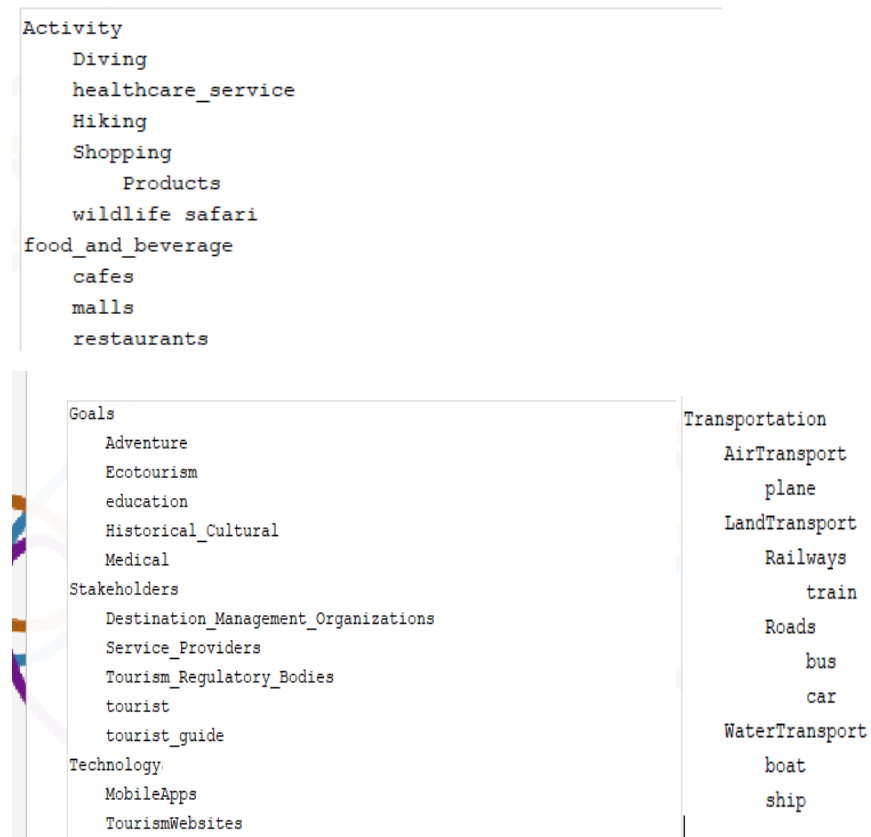 Activity
Diving
healthcare_service
Hiking
Shopping
Products
wildlife safari
food_and_beverage
cafes
malls
restaurants
Goals
Adventure
Ecotourism
education
Historical_Cultural
Medical
Stakeholders
Destination_Management_Organizations
Service_Providers
Tourism_Regulatory_Bodies
tourist
tourist_guide
Technology
MobileApps
TourismWebsites
Transportation
AirTransport
plane
LandTransport
Railways
train
Roads
bus
car
WaterTransport
boat
ship